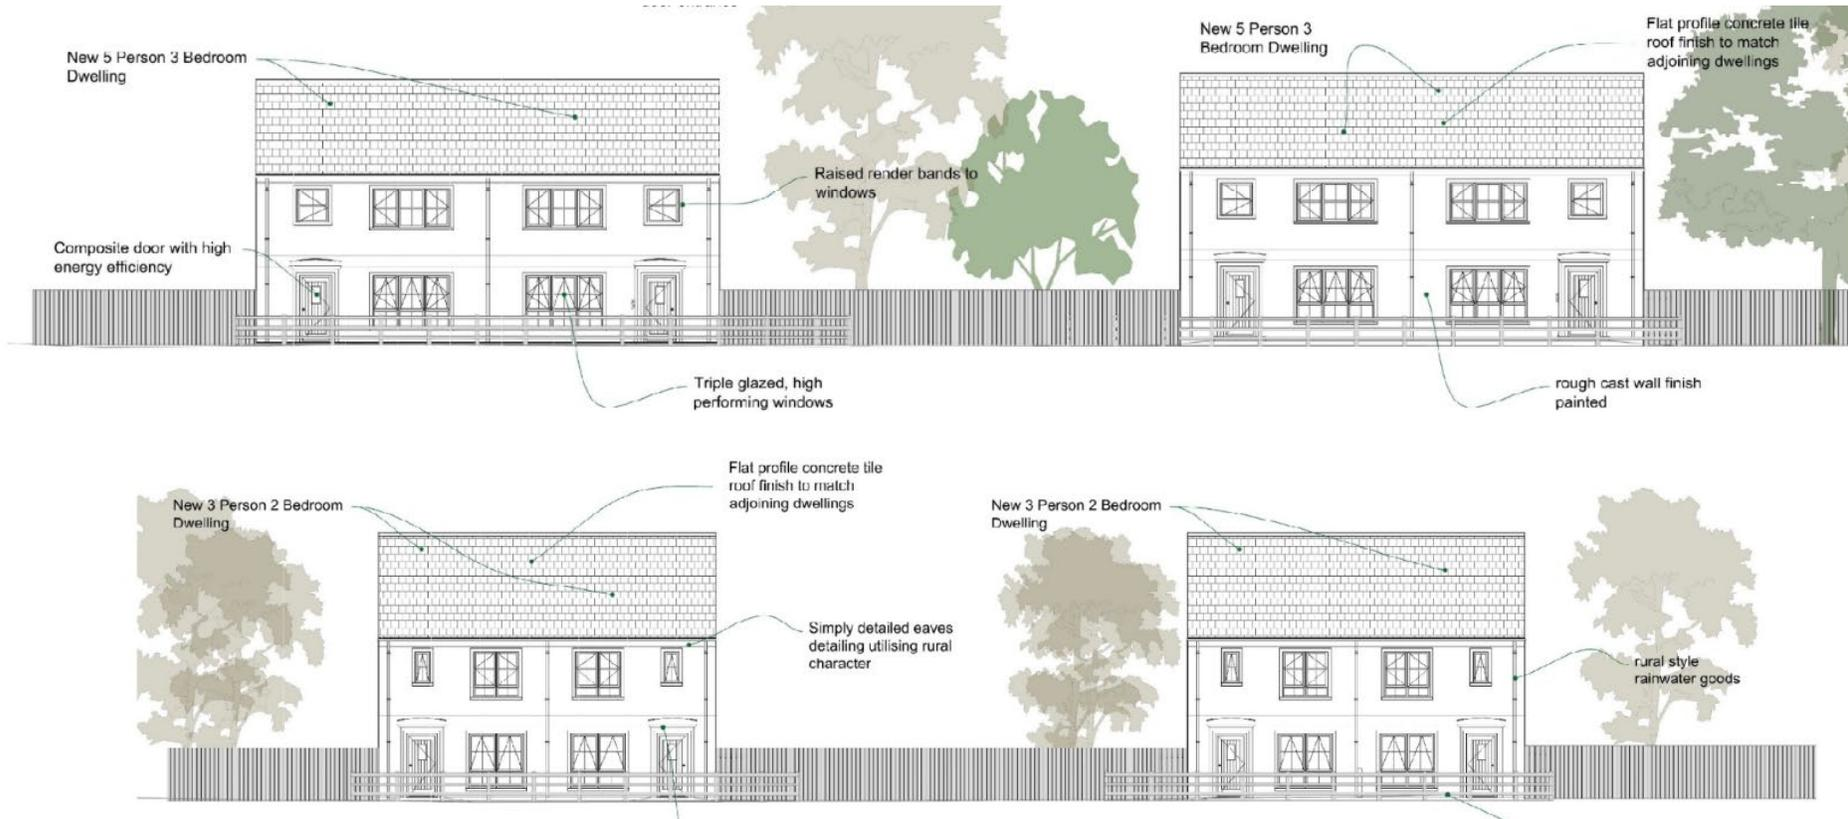 New 5 Person 3 Bedroom
Dwelling
Composite door with high
energy efficiency
Raised render bands to
windows
Triple glazed, high
performing windows
New 5 Person 3
Bedroom Dwelling
Flat profile concrete tile
roof finish to match
adjoining dwellings
rough cast wall finish
painted
New 3 Person 2 Bedroom
Dwelling
Flat profile concrete tile
roof finish to match
adjoining dwellings
Simply detailed eaves
detailing utilising rural
character
New 3 Person 2 Bedroom
Dwelling
rural style
rainwater goods